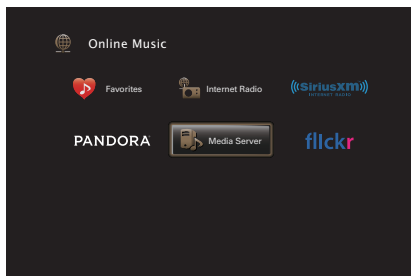 Online Music
Favorites
Internet Radio
((SiriusXM))
INTERNET RADIO
PANDORA
Media Server
flickr